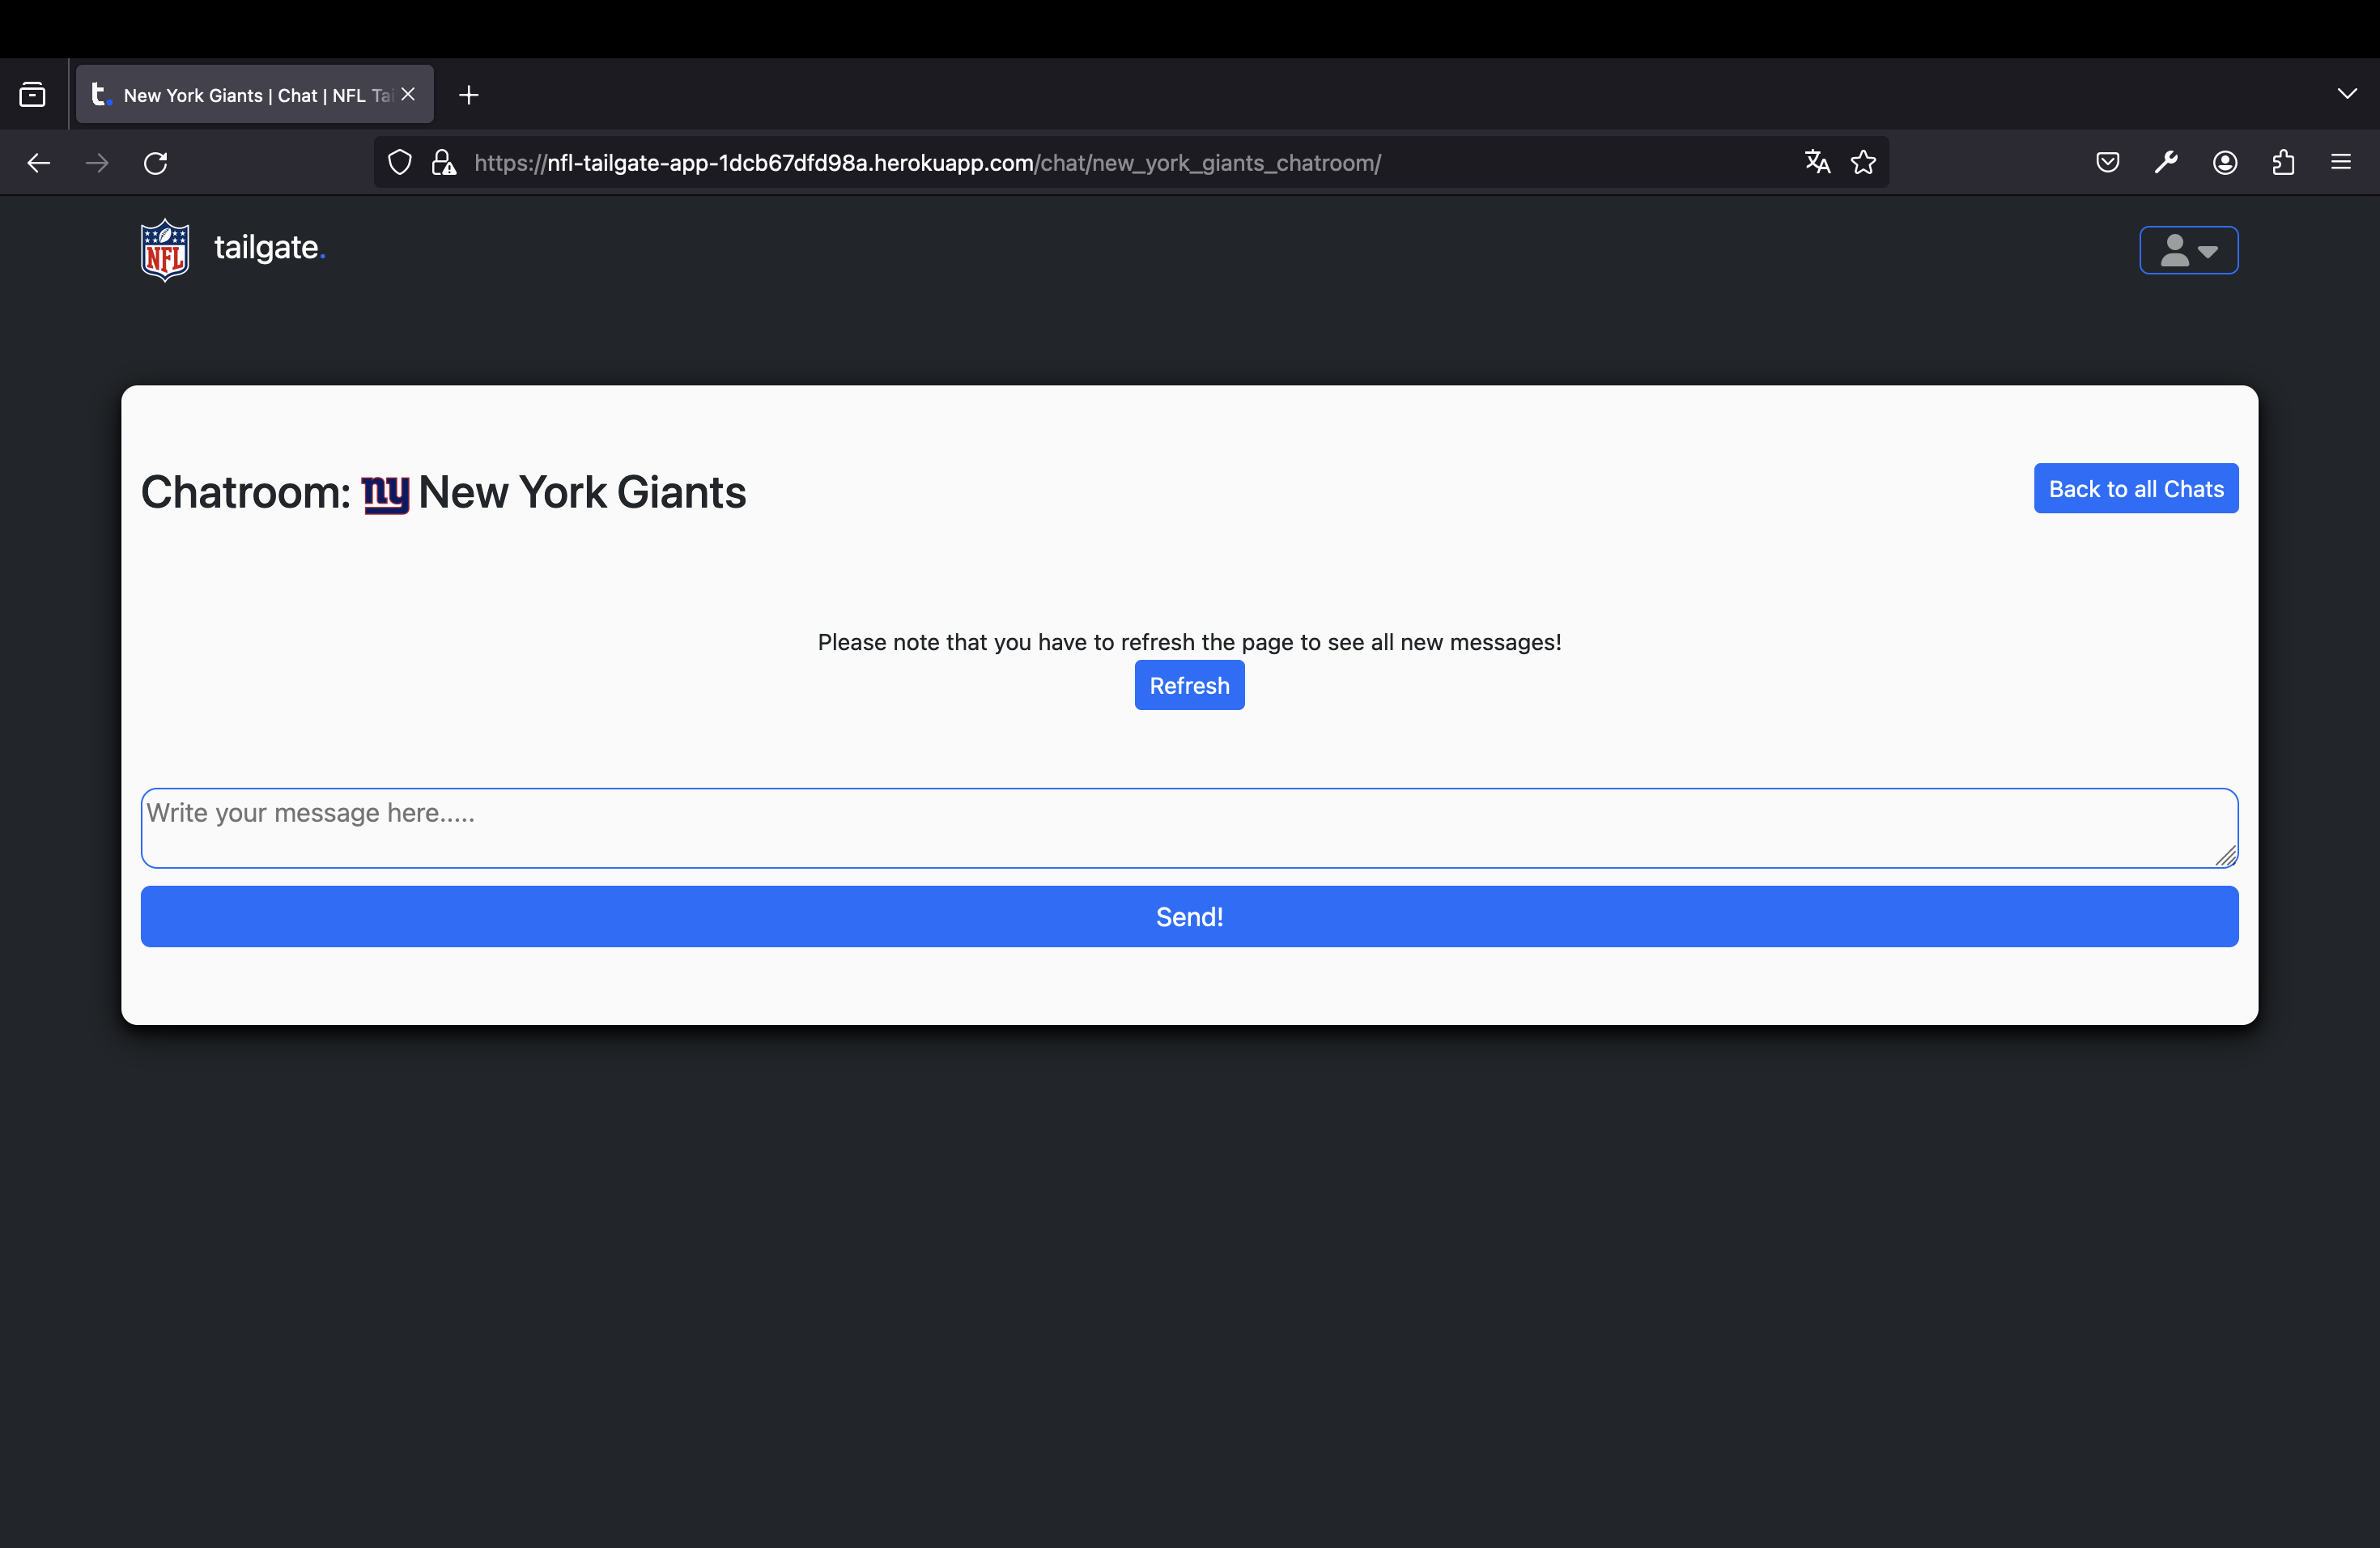 New York Giants | Chat | NFL Tai
https://nfl-tailgate-app-1dcb67dfd98a.herokuapp.com/chat/new_york_giants_chatroom/
NFL tailgate.
Chatroom: ny New York Giants
Back to all Chats
Please note that you have to refresh the page to see all new messages!
Refresh
Write your message here.....
Send!